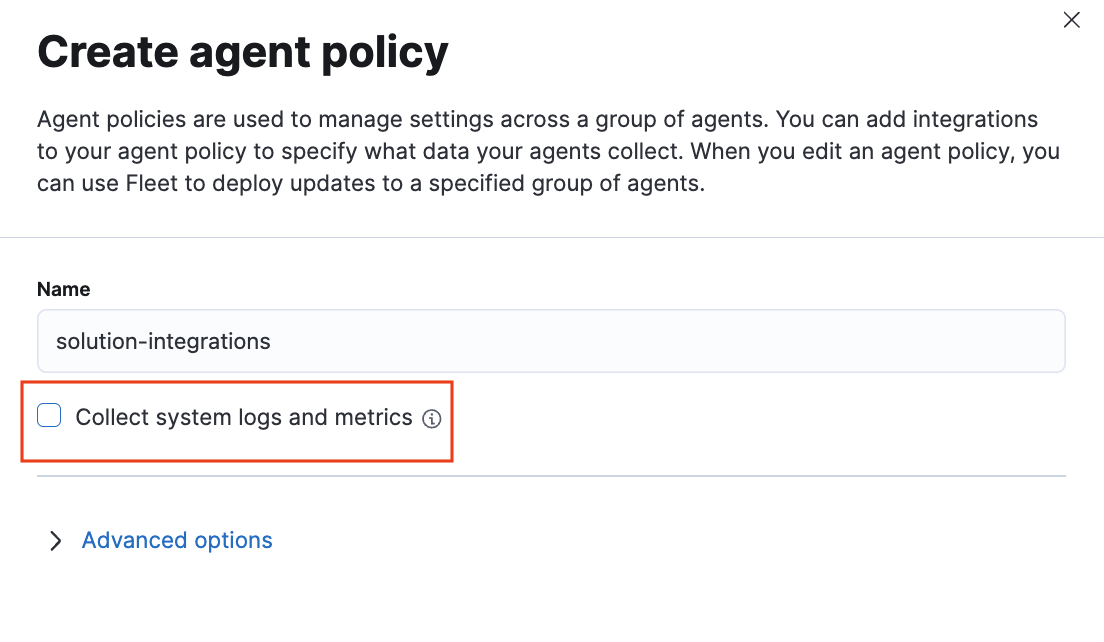 Create agent policy
Agent policies are used to manage settings across a group of agents. You can add integrations
to your agent policy to specify what data your agents collect. When you edit an agent policy, you
can use Fleet to deploy updates to a specified group of agents.
Name
solution-integrations
Collect system logs and metrics
Advanced options